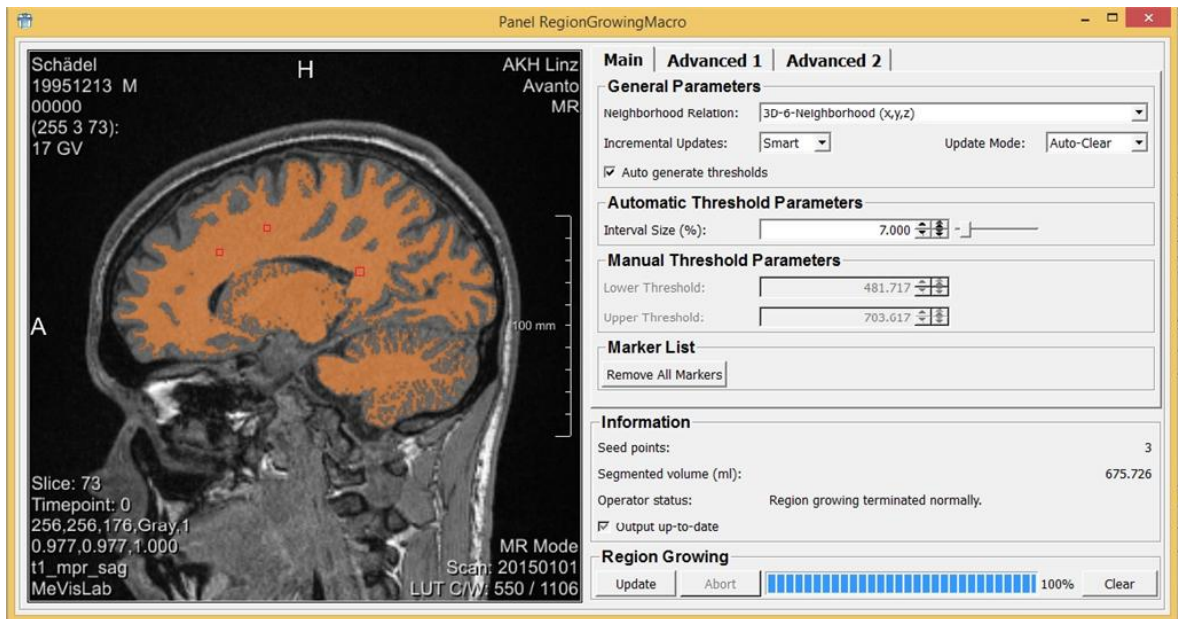 Panel RegionGrowingMacro
Schädel
19951213 M
00000
(255 3 73):
17 GV
H
AKH Linz
Avanto
MR
A
100 mm
Slice: 73
Timepoint: 0
256,256,176,Gray,1
0.977,0.977,1.000
t1_mpr_sag
MeVisLab
MR Mode
Scan: 20150101
LUT C/W: 550 / 1106
Main Advanced 1 Advanced 2
General Parameters
Neighborhood Relation: 3D-6-Neighborhood (x,y,z)
Incremental Updates: Smart Update Mode: Auto-Clear
Auto generate thresholds
Automatic Threshold Parameters
Interval Size (%): 7.000
Manual Threshold Parameters
Lower Threshold: 481.717
Upper Threshold: 703.617
Marker List
Remove All Markers
Information
Seed points: 3
Segmented volume (ml): 675.726
Operator status: Region growing terminated normally.
Output up-to-date
Region Growing
Update Abort 100% Clear